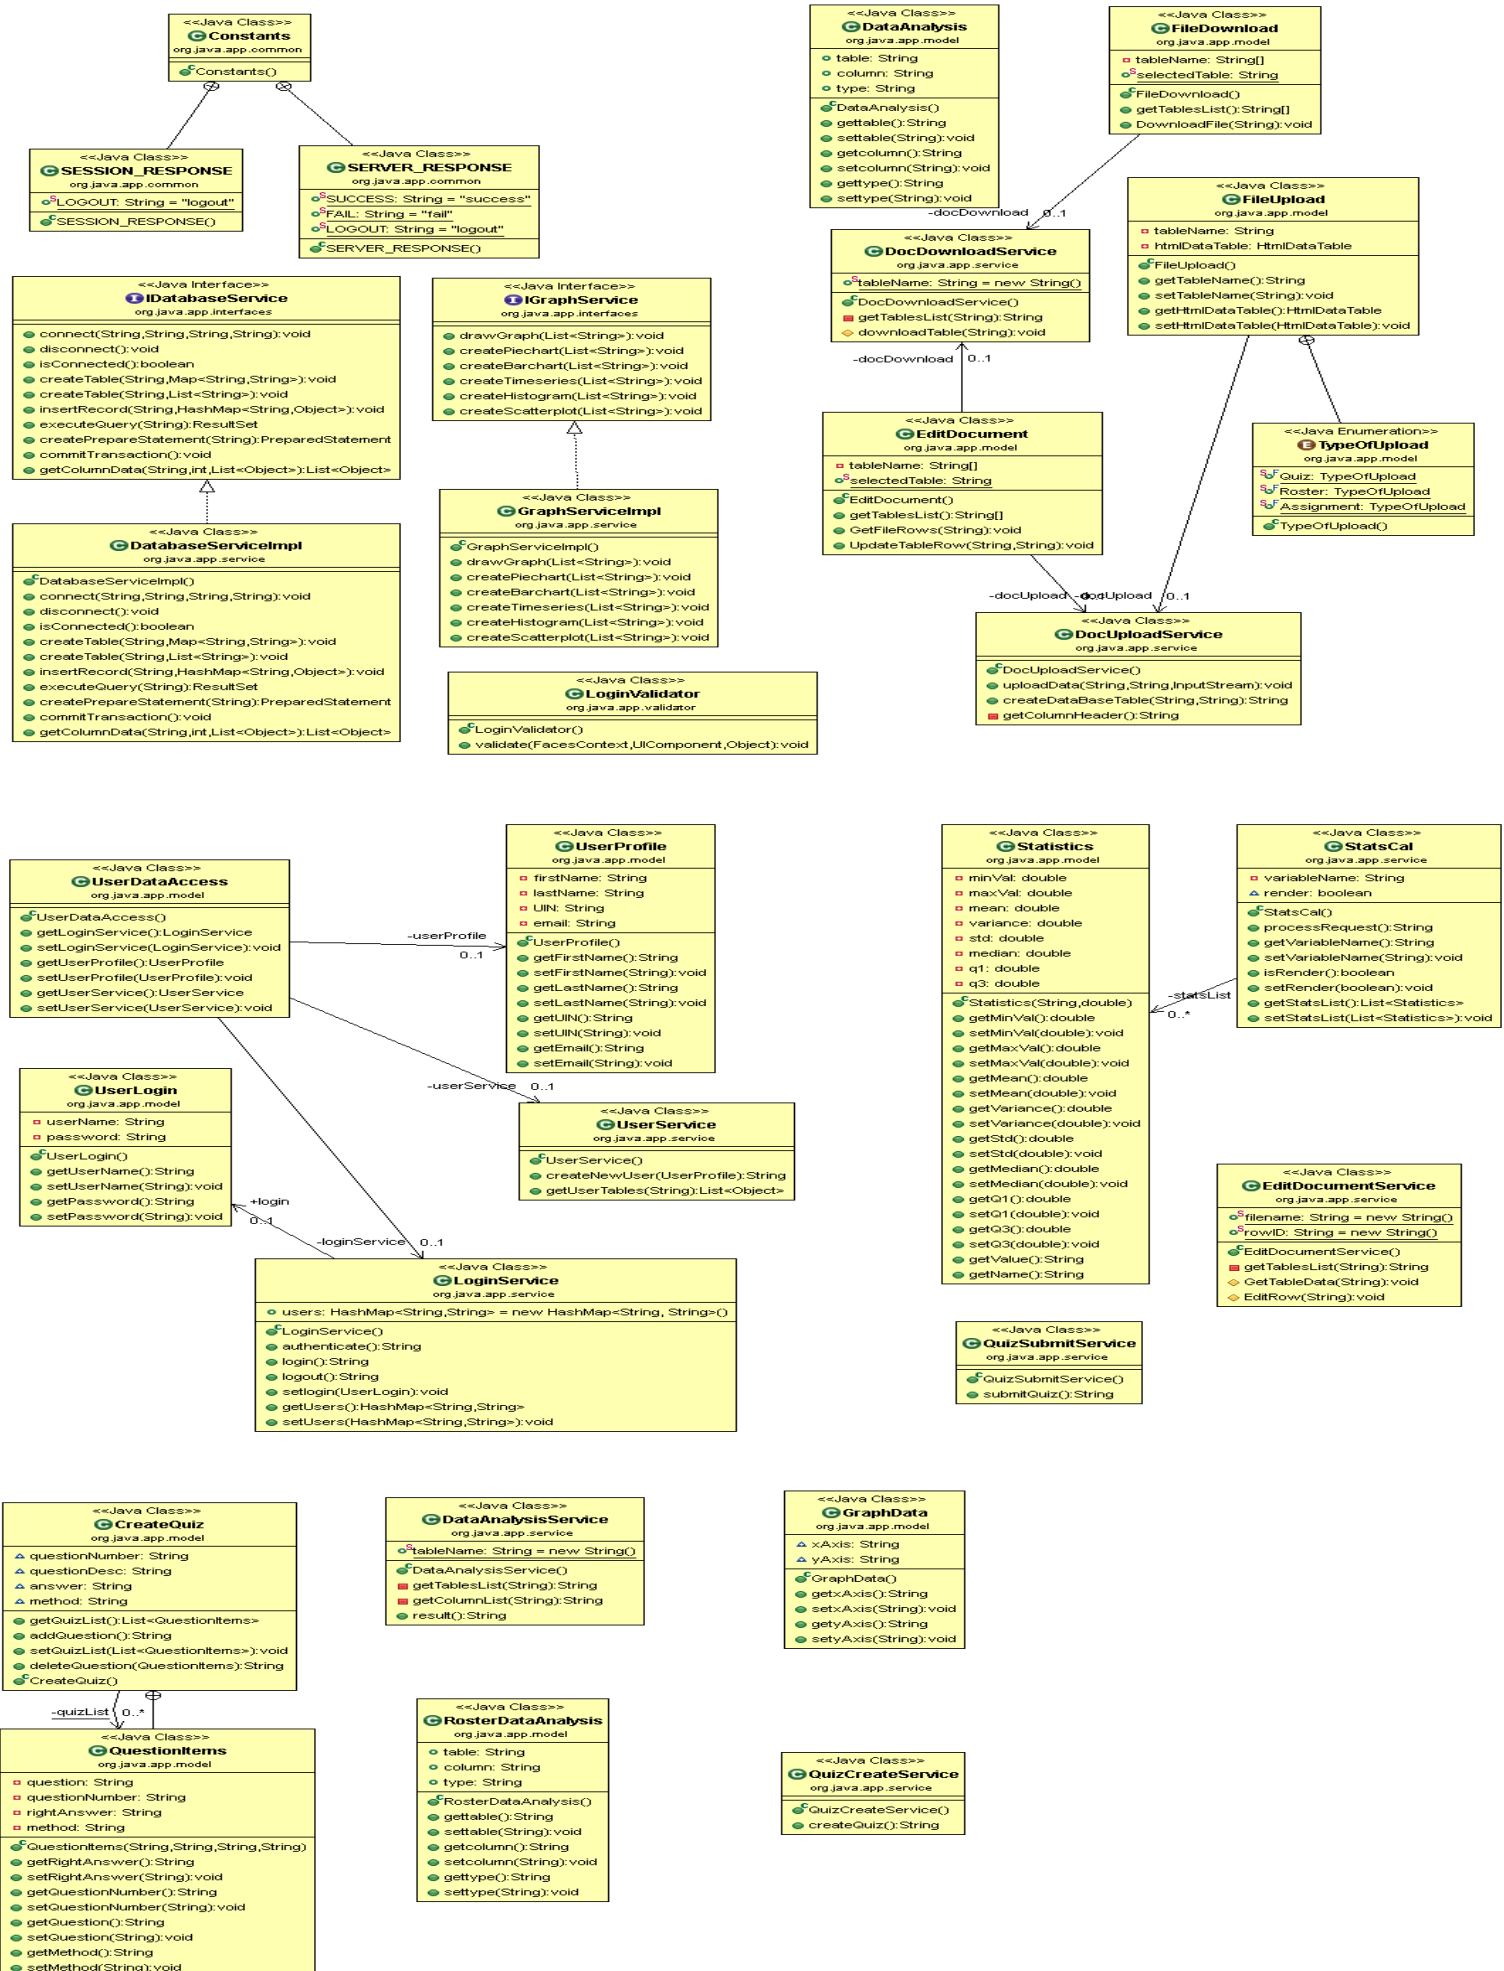 <<Java Class>>
Constants
org.java.app.common
Constants()
<<Java Class>>
SESSION_RESPONSE
org.java.app.common
LOGOUT: String = "logout"
SESSION_RESPONSE()
<<Java Class>>
SERVER_RESPONSE
org.java.app.common
SUCCESS: String = "success"
FAIL: String = "fail"
LOGOUT: String = "logout"
SERVER_RESPONSE()
<<Java Class>>
DataAnalysis
org.java.app.model
table: String
column: String
type: String
DataAnalysis()
gettable():String
settable(String):void
getcolumn():String
setcolumn(String):void
gettype():String
settype(String):void
<<Java Class>>
FileDownload
org.java.app.model
tableName: String[]
selectedTable: String
FileDownload()
getTablesList():String[]
DownloadFile(String):void
-docDownload 0..1
<<Java Class>>
FileUpload
org.java.app.model
tableName: String
htmlDataTable: HtmlDataTable
FileUpload()
getTableName():String
setTableName(String):void
getHtmlDataTable():HtmlDataTable
setHtmlDataTable(HtmlDataTable):void
<<Java Class>>
DocDownloadService
org.java.app.service
tableName: String = new String()
DocDownloadService()
getTablesList(String):String
downloadTable(String):void
-docDownload 0..1
<<Java Interface>>
IDatabaseService
org.java.app.interfaces
connect(String,String,String,String):void
disconnect():void
isConnected():boolean
createTable(String,Map<String,String>):void
createTable(String,List<String>):void
insertRecord(String,HashMap<String,Object>):void
executeQuery(String):ResultSet
createPrepareStatement(String):PreparedStatement
commitTransaction():void
getColumnData(String,int,List<Object>):List<Object>
<<Java Interface>>
IGraphService
org.java.app.interfaces
drawGraph(List<String>):void
createPiechart(List<String>):void
createBarchart(List<String>):void
createTimeseries(List<String>):void
createHistogram(List<String>):void
createScatterplot(List<String>):void
<<Java Class>>
EditDocument
org.java.app.model
tableName: String[]
selectedTable: String
EditDocument()
getTablesList():String[]
GetFileRows(String):void
UpdateTableRow(String,String):void
<<Java Enumeration>>
TypeOfUpload
org.java.app.model
Quiz: TypeOfUpload
Roster: TypeOfUpload
Assignment: TypeOfUpload
TypeOfUpload()
<<Java Class>>
DatabaseServiceImpl
org.java.app.service
DatabaseServiceImpl()
connect(String,String,String,String):void
disconnect():void
isConnected():boolean
createTable(String,Map<String,String>):void
createTable(String,List<String>):void
insertRecord(String,HashMap<String,Object>):void
executeQuery(String):ResultSet
createPrepareStatement(String):PreparedStatement
commitTransaction():void
getColumnData(String,int,List<Object>):List<Object>
<<Java Class>>
GraphServiceImpl
org.java.app.service
GraphServiceImpl()
drawGraph(List<String>):void
createPiechart(List<String>):void
createBarchart(List<String>):void
createTimeseries(List<String>):void
createHistogram(List<String>):void
createScatterplot(List<String>):void
-docUpload 0..1
<<Java Class>>
DocUploadService
org.java.app.service
DocUploadService()
uploadData(String,String,InputStream):void
createDataBaseTable(String,String):String
getColumnHeader():String
<<Java Class>>
LoginValidator
org.java.app.validator
LoginValidator()
validate(FacesContext,UIComponent,Object):void
<<Java Class>>
UserDataAccess
org.java.app.model
UserDataAccess()
getLoginService():LoginService
setLoginService(LoginService):void
getUserProfile():UserProfile
setUserProfile(UserProfile):void
getUserService():UserService
setUserService(UserService):void
-userProfile
0..1
<<Java Class>>
UserProfile
org.java.app.model
firstName: String
lastName: String
UIN: String
email: String
UserProfile()
getFirstName():String
setFirstName(String):void
getLastName():String
setLastName(String):void
getUIN():String
setUIN(String):void
getEmail():String
setEmail(String):void
<<Java Class>>
Statistics
org.java.app.model
minVal: double
maxVal: double
mean: double
variance: double
std: double
median: double
q1: double
q3: double
Statistics(String,double)
getMinVal():double
setMinVal(double):void
getMaxVal():double
setMaxVal(double):void
getMean():double
setMean(double):void
getVariance():double
setVariance(double):void
getStd():double
setStd(double):void
getMedian():double
setMedian(double):void
getQ1():double
setQ1(double):void
getQ3():double
setQ3(double):void
getValue():String
getName():String
<<Java Class>>
StatsCal
org.java.app.service
variableName: String
render: boolean
StatsCal()
processRequest():String
getVariableName():String
setVariableName(String):void
isRender():boolean
setRender(boolean):void
getStatsList():List<Statistics>
setStatsList(List<Statistics>):void
-statsList
0..*
<<Java Class>>
UserLogin
org.java.app.model
userName: String
password: String
UserLogin()
getUserName():String
setUserName(String):void
getPassword():String
setPassword(String):void
+login
0..1
-userService 0..1
<<Java Class>>
UserService
org.java.app.service
UserService()
createNewUser(UserProfile):String
getUserTables(String):List<Object>
-loginService 0..1
<<Java Class>>
LoginService
org.java.app.service
users: HashMap<String,String> = new HashMap<String, String>()
LoginService()
authenticate():String
login():String
logout():String
setlogin(UserLogin):void
getUsers():HashMap<String,String>
setUsers(HashMap<String,String>):void
<<Java Class>>
EditDocumentService
org.java.app.service
filename: String = new String()
rowID: String = new String()
EditDocumentService()
getTablesList(String):String
GetTableData(String):void
EditRow(String):void
<<Java Class>>
QuizSubmitService
org.java.app.service
QuizSubmitService()
submitQuiz():String
<<Java Class>>
CreateQuiz
org.java.app.model
questionNumber: String
questionDesc: String
answer: String
method: String
getQuizList():List<QuestionItems>
addQuestion():String
setQuizList(List<QuestionItems>):void
deleteQuestion(QuestionItems):String
CreateQuiz()
-quizList 0..*
<<Java Class>>
QuestionItems
org.java.app.model
question: String
questionNumber: String
rightAnswer: String
method: String
QuestionItems(String,String,String,String)
getRightAnswer():String
setRightAnswer(String):void
getQuestionNumber():String
setQuestionNumber(String):void
getQuestion():String
setQuestion(String):void
getMethod():String
setMethod(String):void
<<Java Class>>
DataAnalysisService
org.java.app.service
tableName: String = new String()
DataAnalysisService()
getTablesList(String):String
getColumnList(String):String
result():String
<<Java Class>>
GraphData
org.java.app.model
xAxis: String
yAxis: String
GraphData()
getxAxis():String
setxAxis(String):void
getyAxis():String
setyAxis(String):void
<<Java Class>>
RosterDataAnalysis
org.java.app.model
table: String
column: String
type: String
RosterDataAnalysis()
gettable():String
settable(String):void
getcolumn():String
setcolumn(String):void
gettype():String
settype(String):void
<<Java Class>>
QuizCreateService
org.java.app.service
QuizCreateService()
createQuiz():String